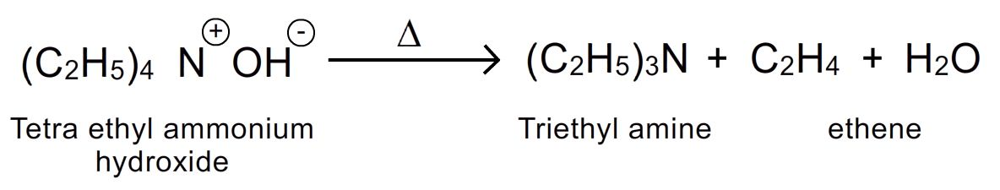 (C₂H₅)₄ N⊕ OH⊖ Δ ⟶ (C₂H₅)₃N + C₂H₄ + H₂O
Tetra ethyl ammonium Triethyl amine ethene
hydroxide